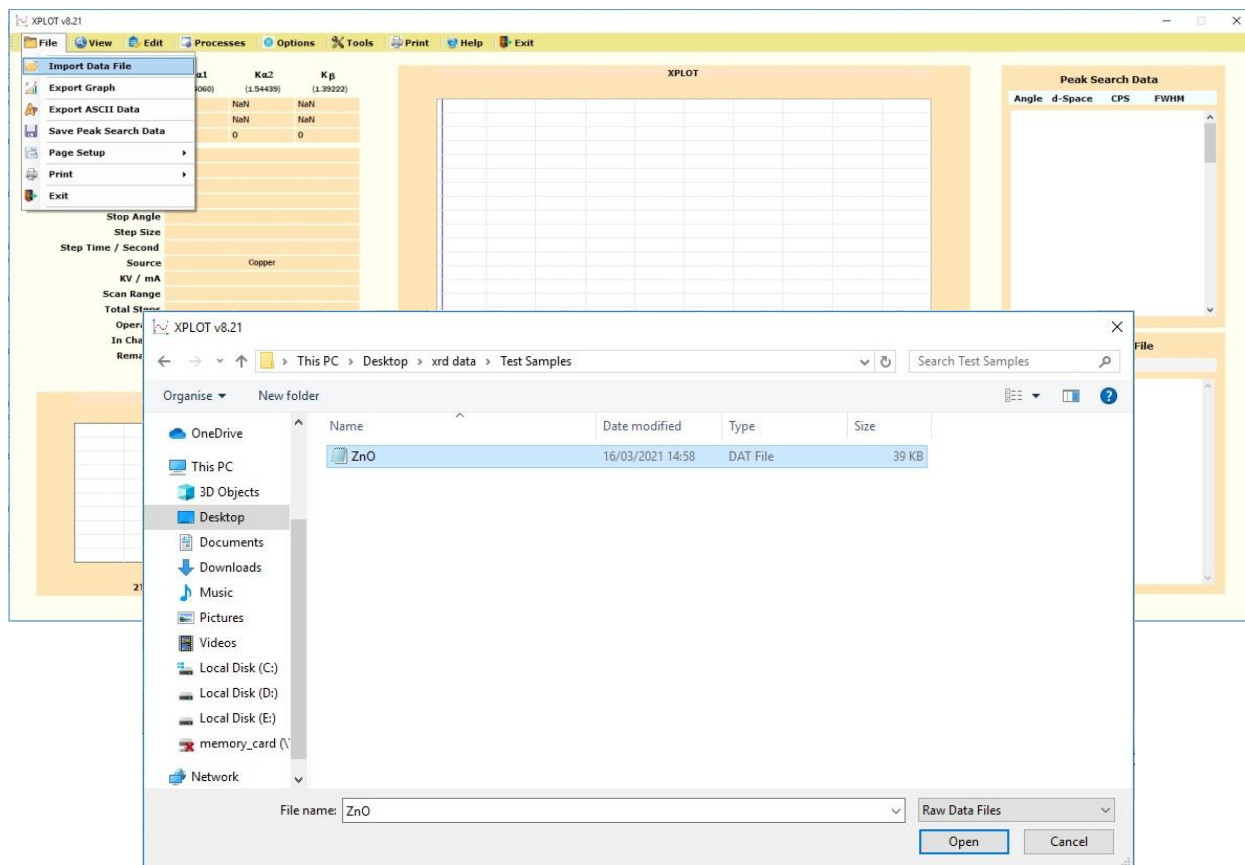 XPLOT v8.21
File View Edit Processes Options Tools Print Help Exit
Import Data File
Export Graph
Export ASCII Data
Save Peak Search Data
Page Setup
Print
Exit
Kα2 Kβ
(1.54439) (1.39222)
NaN NaN
NaN NaN
0 0
Stop Angle
Step Size
Step Time / Second
Source Copper
KV / mA
Scan Range
XPLOT
Peak Search Data
Angle d-Space CPS FWHM
File
XPLOT v8.21
This PC > Desktop > xrd data > Test Samples
Search Test Samples
Organise New folder
Name Date modified Type Size
ZnO 16/03/2021 14:58 DAT File 39 KB
OneDrive
This PC
3D Objects
Desktop
Documents
Downloads
Music
Pictures
Videos
Local Disk (C:)
Local Disk (D:)
Local Disk (E:)
memory_card (\\
Network
File name: ZnO Raw Data Files
Open Cancel